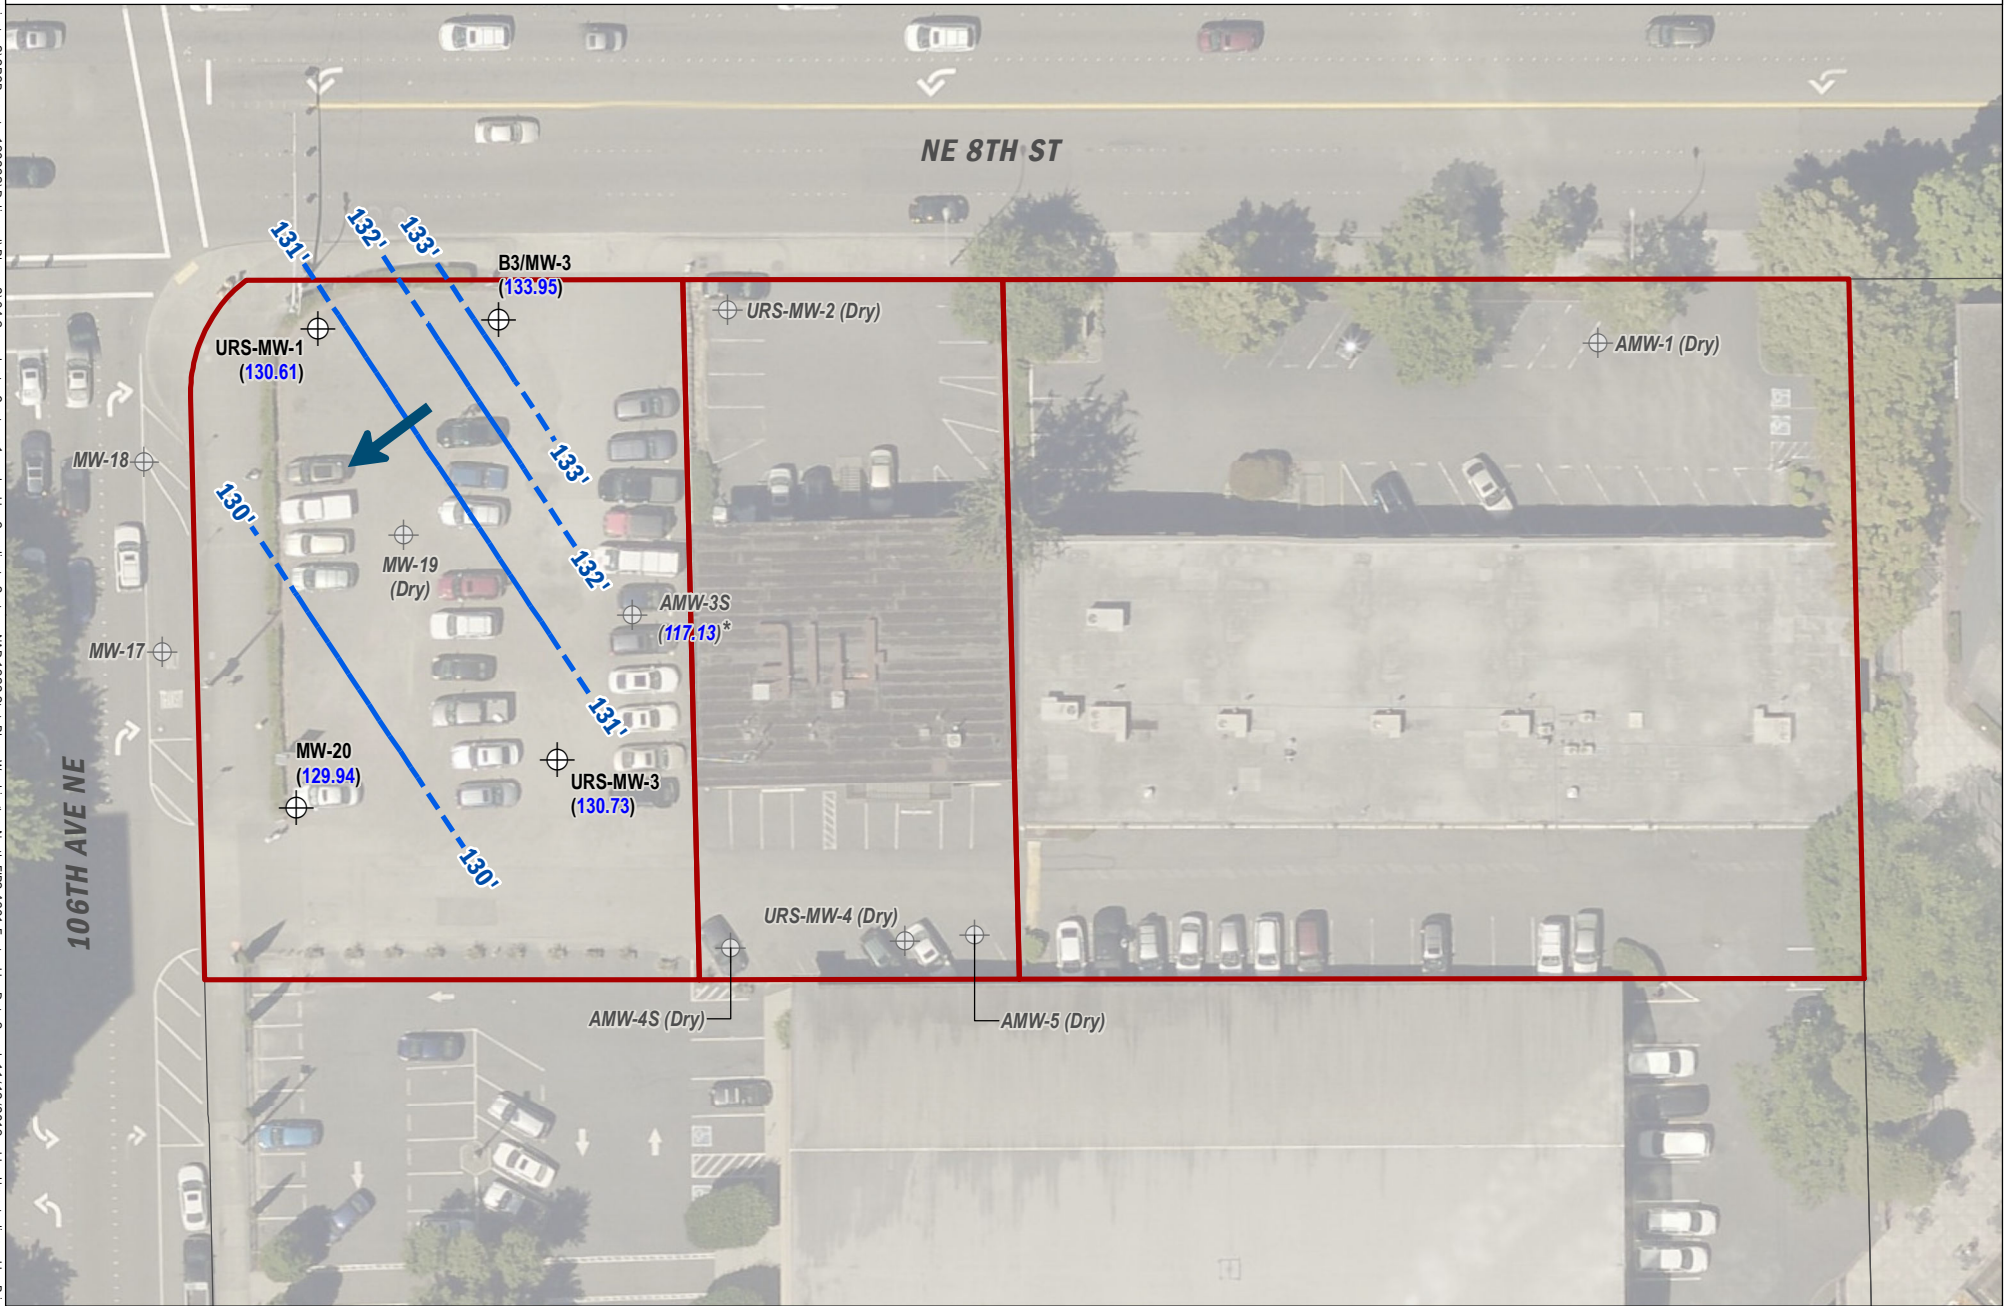 NE 8TH ST
131'
132'
133'
B3/MW-3
(133.95)
URS-MW-2 (Dry)
AMW-1 (Dry)
URS-MW-1
(130.61)
MW-18
133'
130'
MW-19
(Dry)
132'
AMW-3S
(117.13)*
MW-17
131'
MW-20
(129.94)
URS-MW-3
(130.73)
106TH AVE NE
130'
URS-MW-4 (Dry)
AMW-4S (Dry)
AMW-5 (Dry)